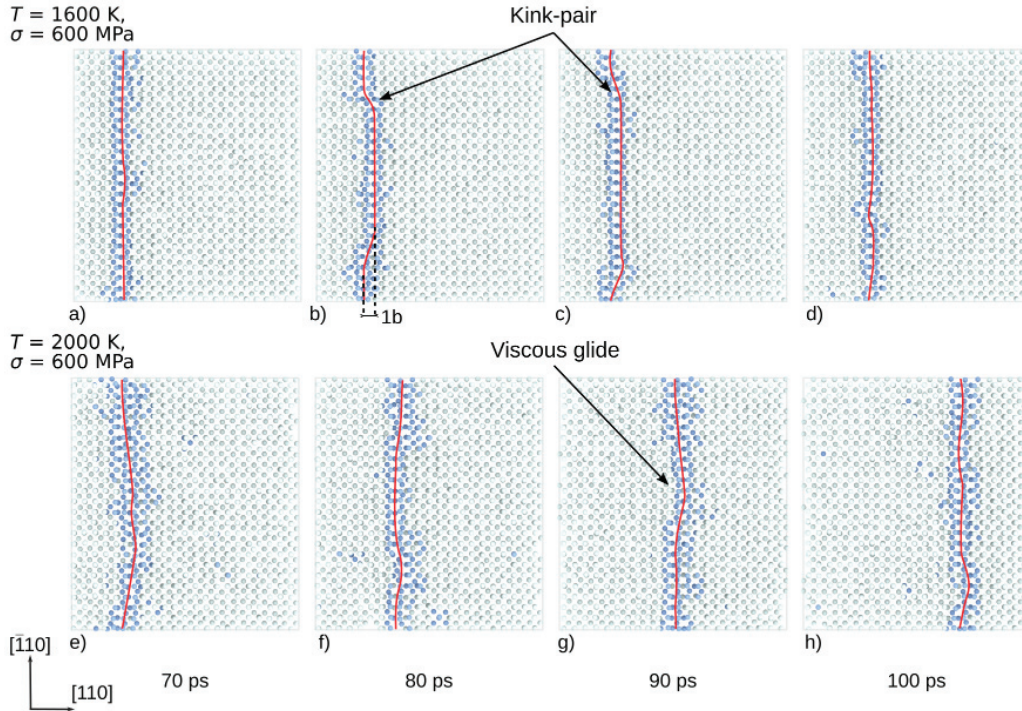 T = 1600 K,
σ = 600 MPa
Kink-pair
a)
b)
1b
c)
d)
T = 2000 K,
σ = 600 MPa
Viscous glide
e)
f)
g)
h)
[1̄10]
[110]
70 ps
80 ps
90 ps
100 ps